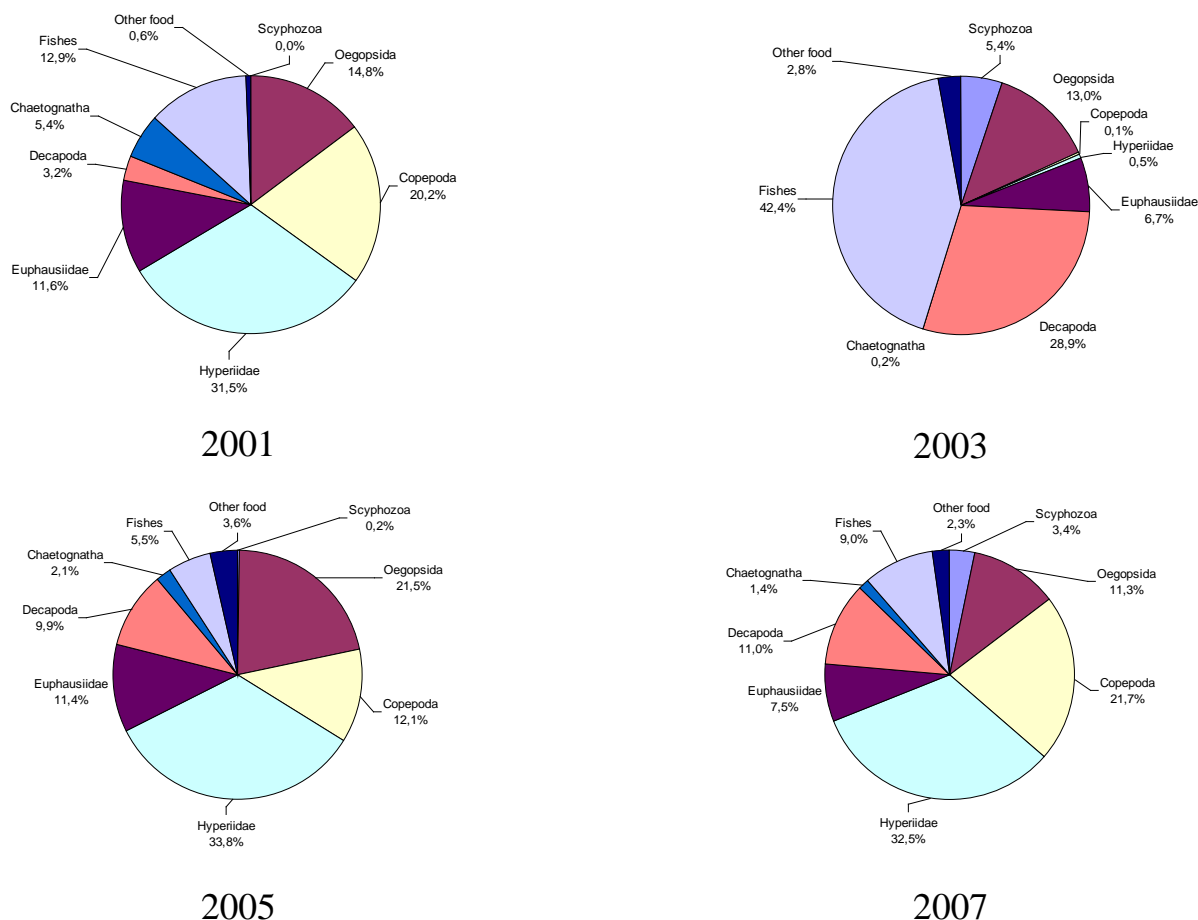 Other food
0,6%
Scyphozoa
0,0%
Oegopsida
14,8%
Copepoda
20,2%
Hyperiidae
31,5%
Euphausiidae
11,6%
Decapoda
3,2%
Chaetognatha
5,4%
Fishes
12,9%
2001
Other food
2,8%
Scyphozoa
5,4%
Oegopsida
13,0%
Copepoda
0,1%
Hyperiidae
0,5%
Euphausiidae
6,7%
Decapoda
28,9%
Chaetognatha
0,2%
Fishes
42,4%
2003
Other food
3,6%
Scyphozoa
0,2%
Oegopsida
21,5%
Copepoda
12,1%
Hyperiidae
33,8%
Euphausiidae
11,4%
Decapoda
9,9%
Chaetognatha
2,1%
Fishes
5,5%
2005
Other food
2,3%
Scyphozoa
3,4%
Oegopsida
11,3%
Copepoda
21,7%
Hyperiidae
32,5%
Euphausiidae
7,5%
Decapoda
11,0%
Chaetognatha
1,4%
Fishes
9,0%
2007